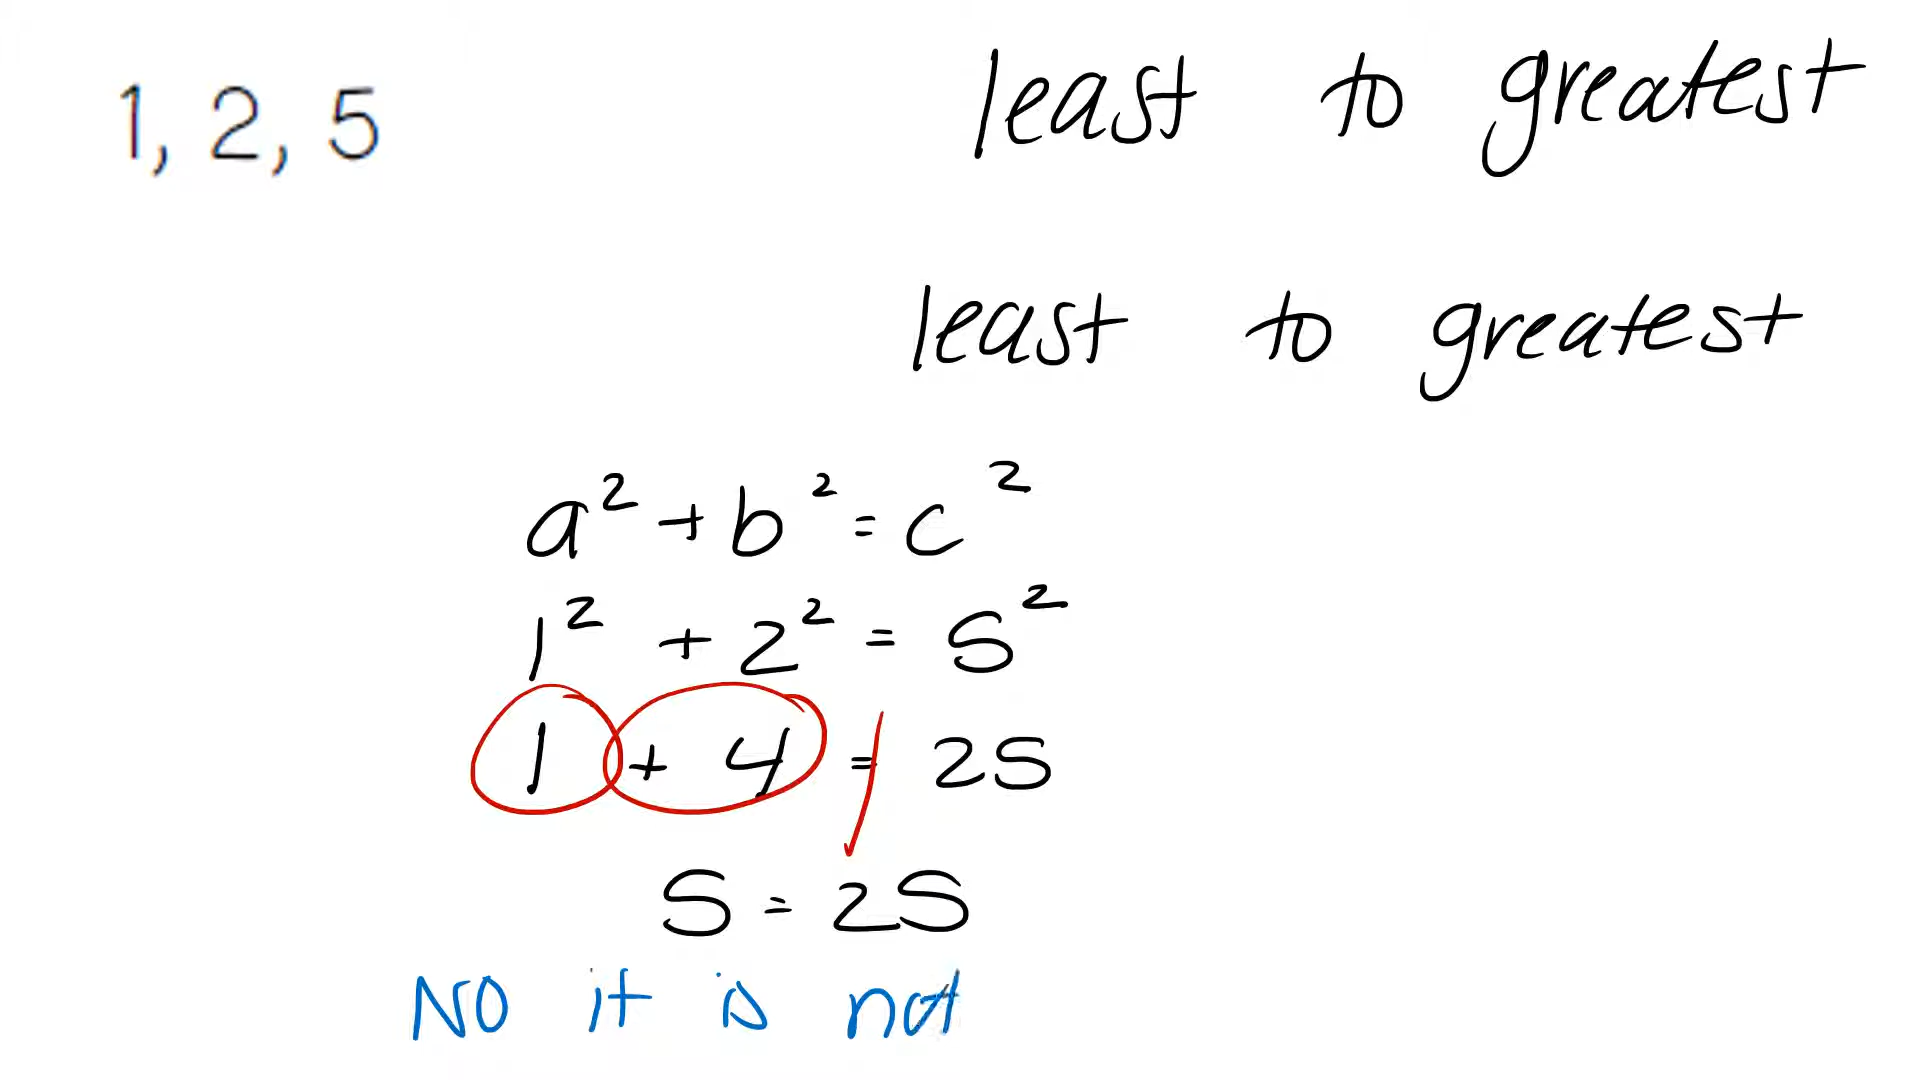 1, 2, 5
least to greatest
least to greatest
a² + b² = c²
1² + 2² = 5²
1 + 4 = 25
5 = 25
NO it is not